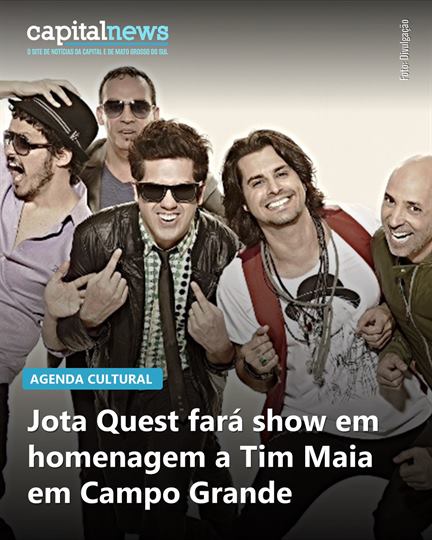 capitalnews
O SITE DE NOTÍCIAS DA CAPITAL E DE MATO GROSSO DO SUL
Foto: Divulgação
AGENDA CULTURAL
Jota Quest fará show em
homenagem a Tim Maia
em Campo Grande